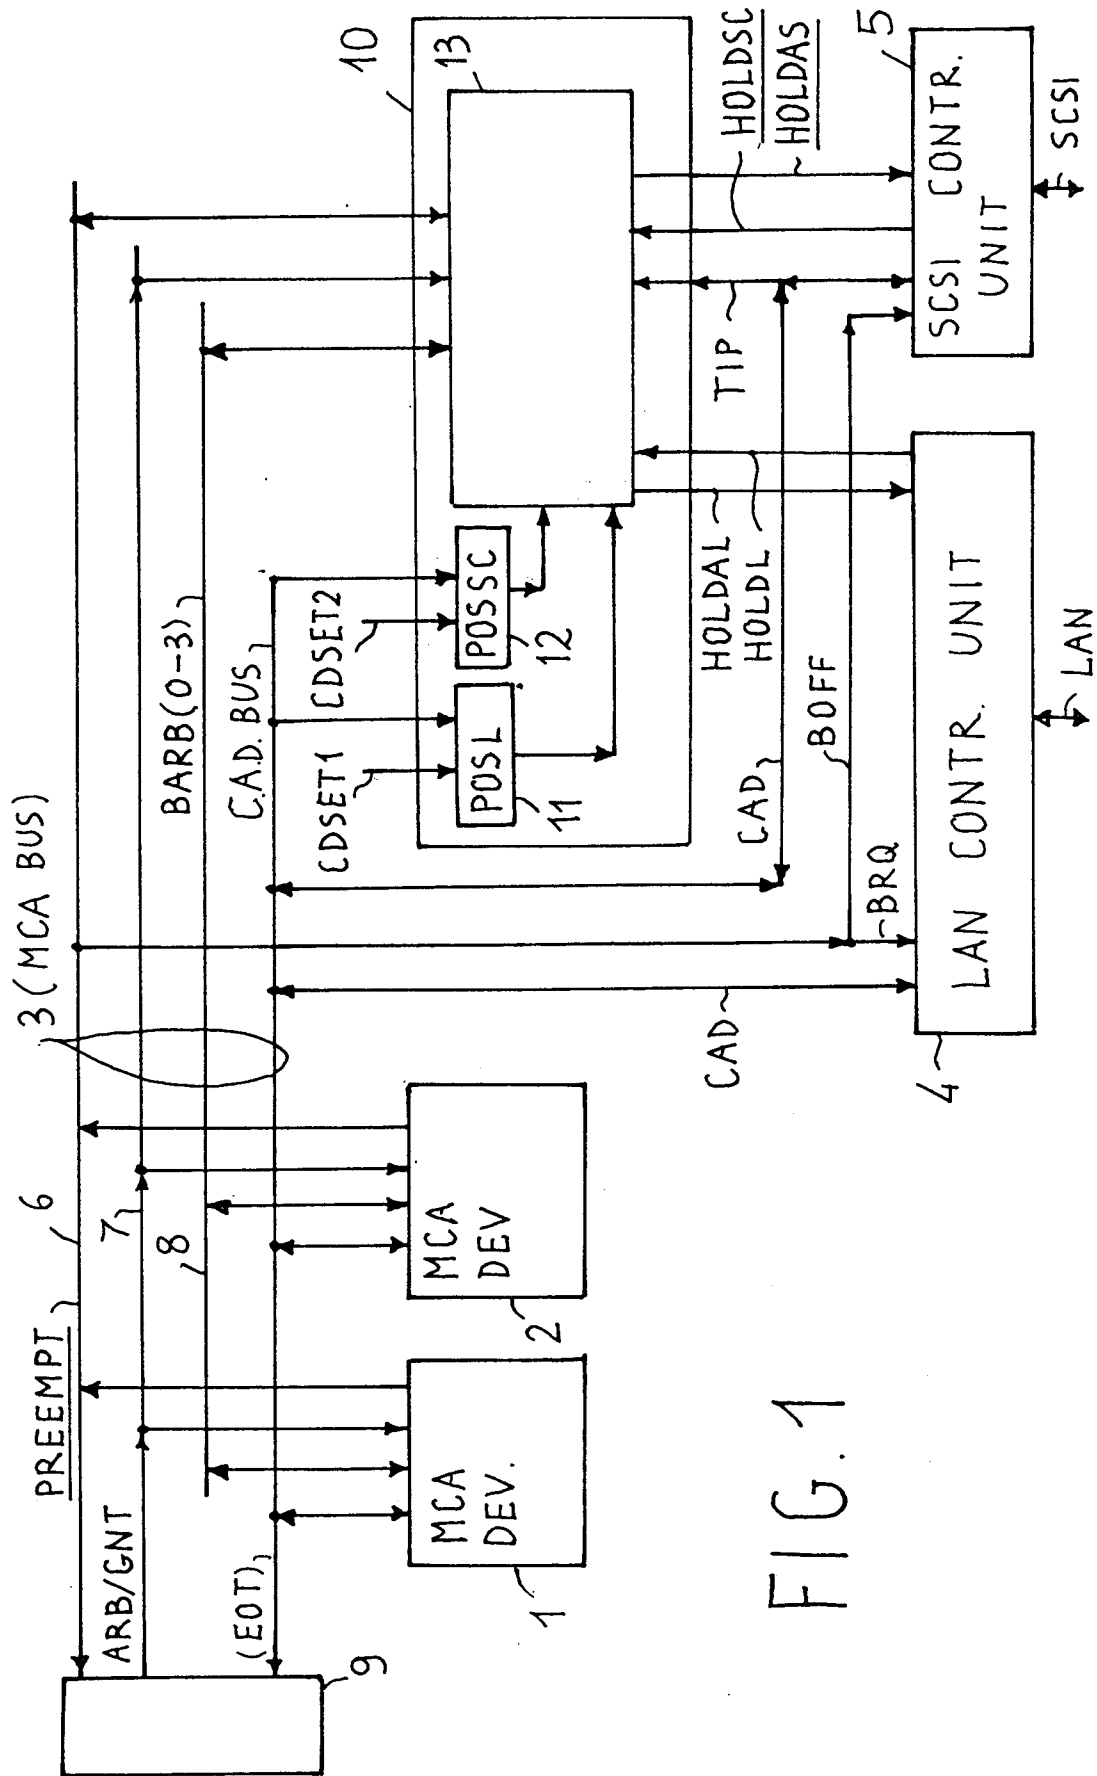 3 (MCA BUS)
PREEMPT
6
ARB/GNT
7
BARB(0-3)
8
C.A.D. BUS
(EOT)
9
MCA
DEV.
1
MCA
DEV
2
10
13
CDSET1
CDSET2
POSL
11
POSSC
12
CAD
CAD
HOLDAL
HOLDL
TIP
HOLDSC
HOLDAS
BOFF
BRQ
4
LAN CONTR. UNIT
LAN
5
SCSI CONTR.
UNIT
SCSI
FIG. 1